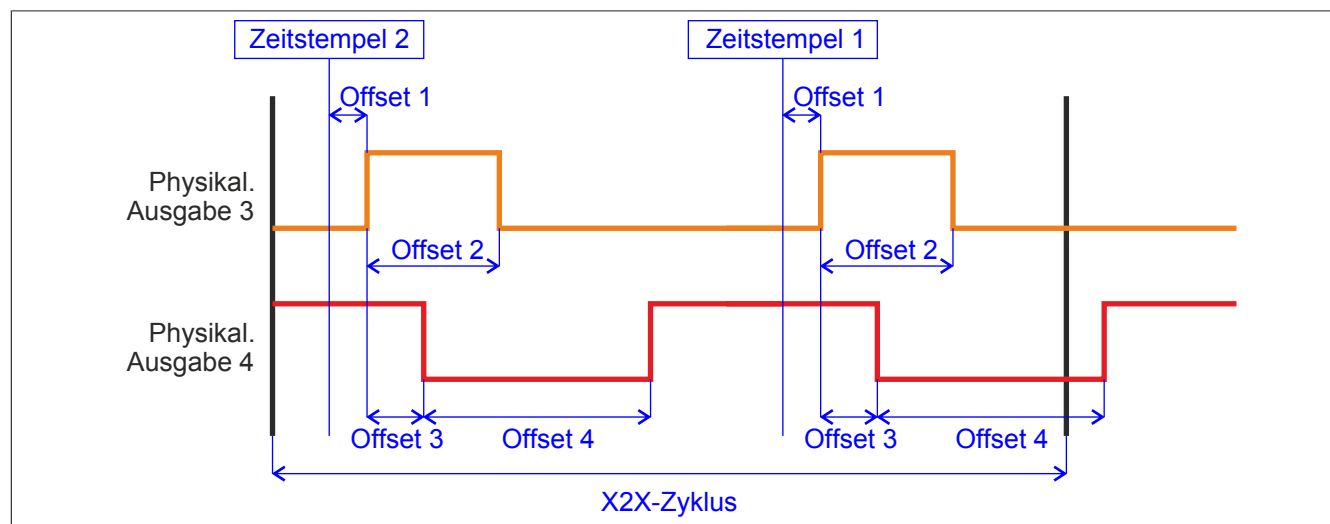 Zeitstempel 2
Zeitstempel 1
Offset 1
Offset 1
Physikal.
Ausgabe 3
Offset 2
Offset 2
Physikal.
Ausgabe 4
Offset 3
Offset 4
Offset 3
Offset 4
X2X-Zyklus